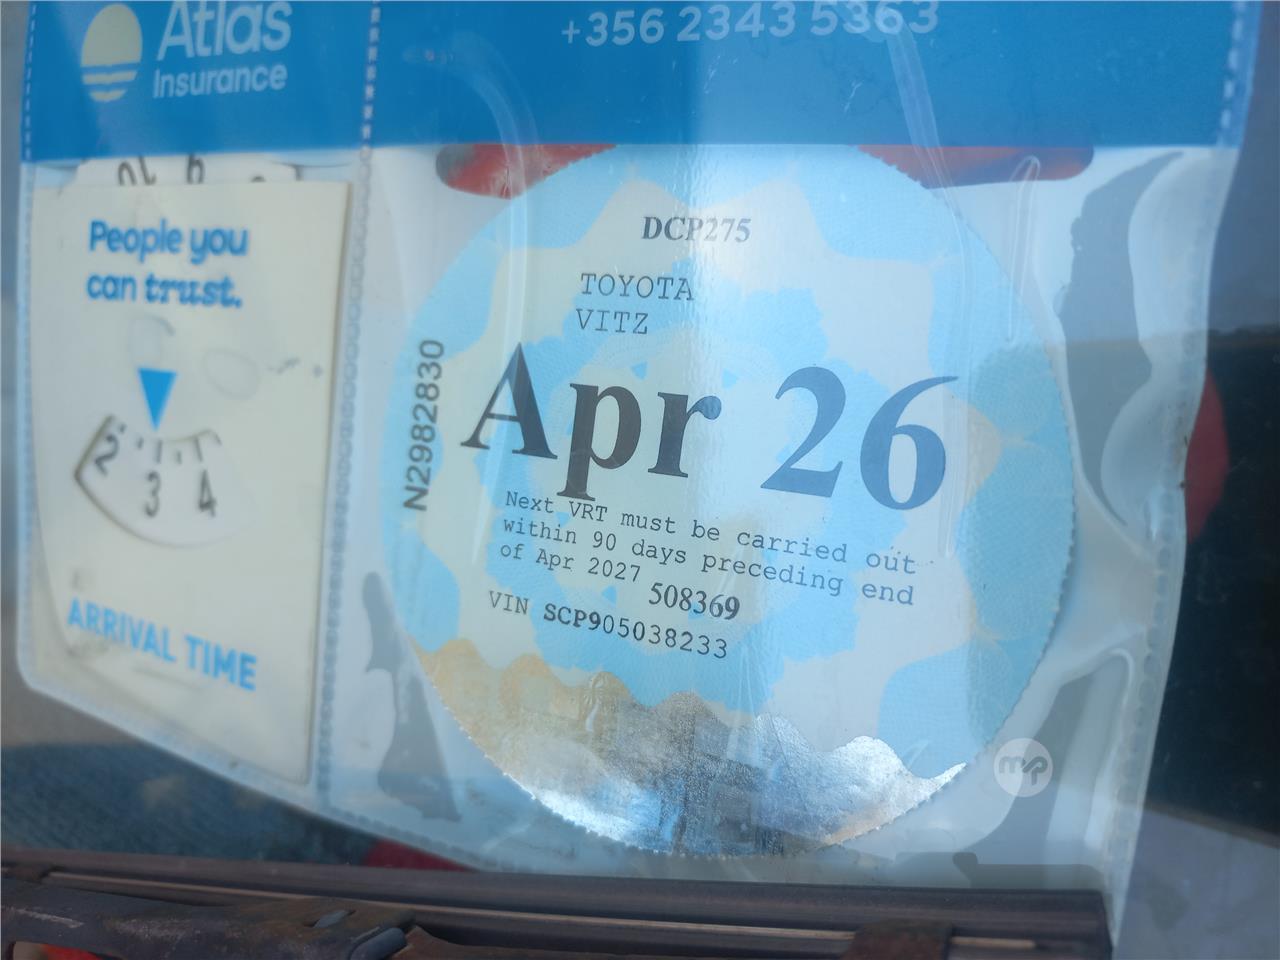 Atlas
Insurance
+356 2343 5363
People you
can trust.
2 3 4
ARRIVAL TIME
DCP275
TOYOTA
VITZ
N2982830
Apr 26
Next VRT must be carried out
within 90 days preceding end
of Apr 2027 508369
VIN SCP905038233
mp